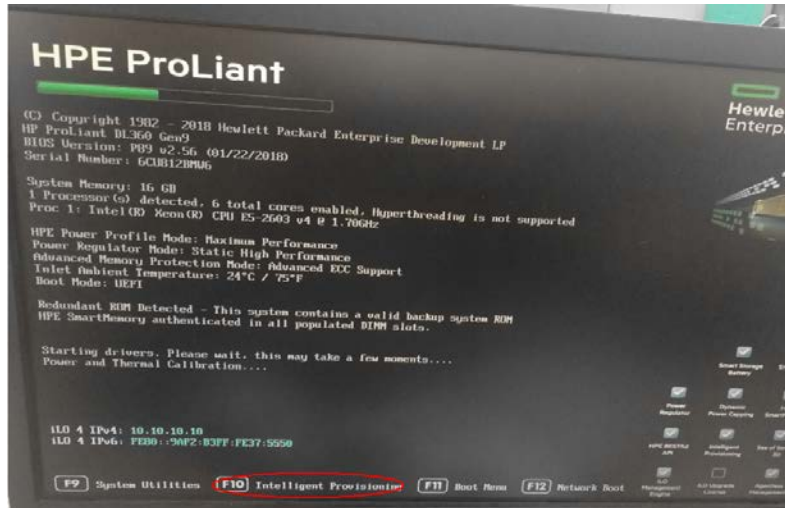 HPE ProLiant
(C) Copyright 1982 - 2018 Hewlett Packard Enterprise Development LP
HP ProLiant DL360 Gen9
BIOS Version: P89 v2.56 (01/22/2018)
Serial Number: 6CU812BMW6
System Memory: 16 GB
1 Processor(s) detected, 6 total cores enabled, Hyperthreading is not supported
Proc 1: Intel(R) Xeon(R) CPU E5-2603 v4 @ 1.70GHz
HPE Power Profile Mode: Maximum Performance
Power Regulator Mode: Static High Performance
Advanced Memory Protection Mode: Advanced ECC Support
Inlet Ambient Temperature: 24°C / 75°F
Boot Mode: UEFI
Redundant ROM Detected - This system contains a valid backup system ROM
HPE SmartMemory authenticated in all populated DIMM slots.
Starting drivers. Please wait, this may take a few moments....
Power and Thermal Calibration....
iLO 4 IPv4: 10.10.10.10
iLO 4 IPv6: FE80::9AF2:B3FF:FE37:5550
F9 System Utilities F10 Intelligent Provisioning F11 Boot Menu F12 Network Boot
Hewle
Enterp
Smart Storage
Battery
Power
Regulator
Dynamic
Power Capping
HPE RESTful
API
Intelligent
Provisioning
iLO
Management
Engine
iLO Upgrade
License
Agentless
Management